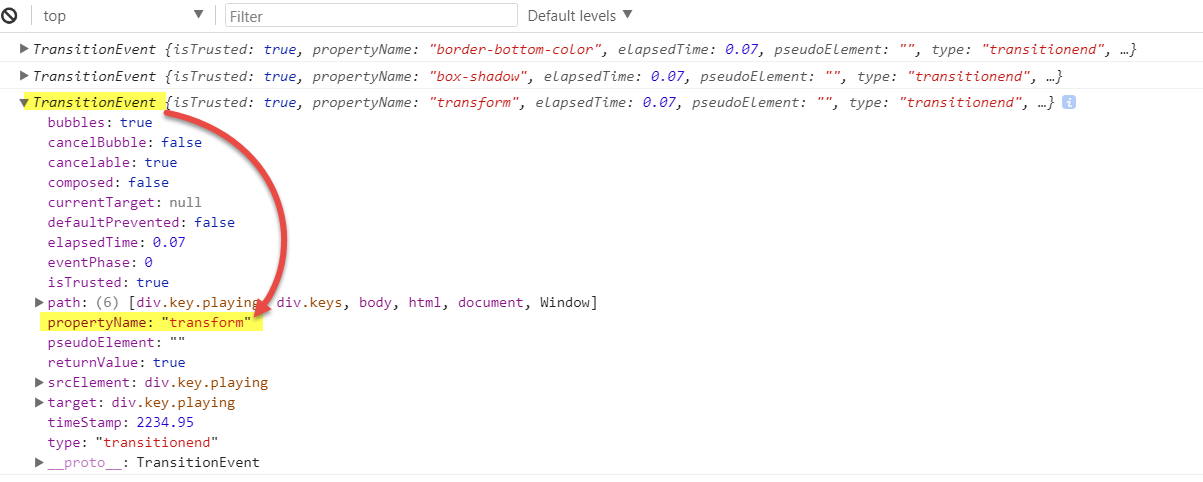 top Filter Default levels
TransitionEvent {isTrusted: true, propertyName: "border-bottom-color", elapsedTime: 0.07, pseudoElement: "", type: "transitionend", …}
TransitionEvent {isTrusted: true, propertyName: "box-shadow", elapsedTime: 0.07, pseudoElement: "", type: "transitionend", …}
TransitionEvent {isTrusted: true, propertyName: "transform", elapsedTime: 0.07, pseudoElement: "", type: "transitionend", …} i
bubbles: true
cancelBubble: false
cancelable: true
composed: false
currentTarget: null
defaultPrevented: false
elapsedTime: 0.07
eventPhase: 0
isTrusted: true
path: (6) [div.key.playing, div.keys, body, html, document, Window]
propertyName: "transform"
pseudoElement: ""
returnValue: true
srcElement: div.key.playing
target: div.key.playing
timeStamp: 2234.95
type: "transitionend"
__proto__: TransitionEvent